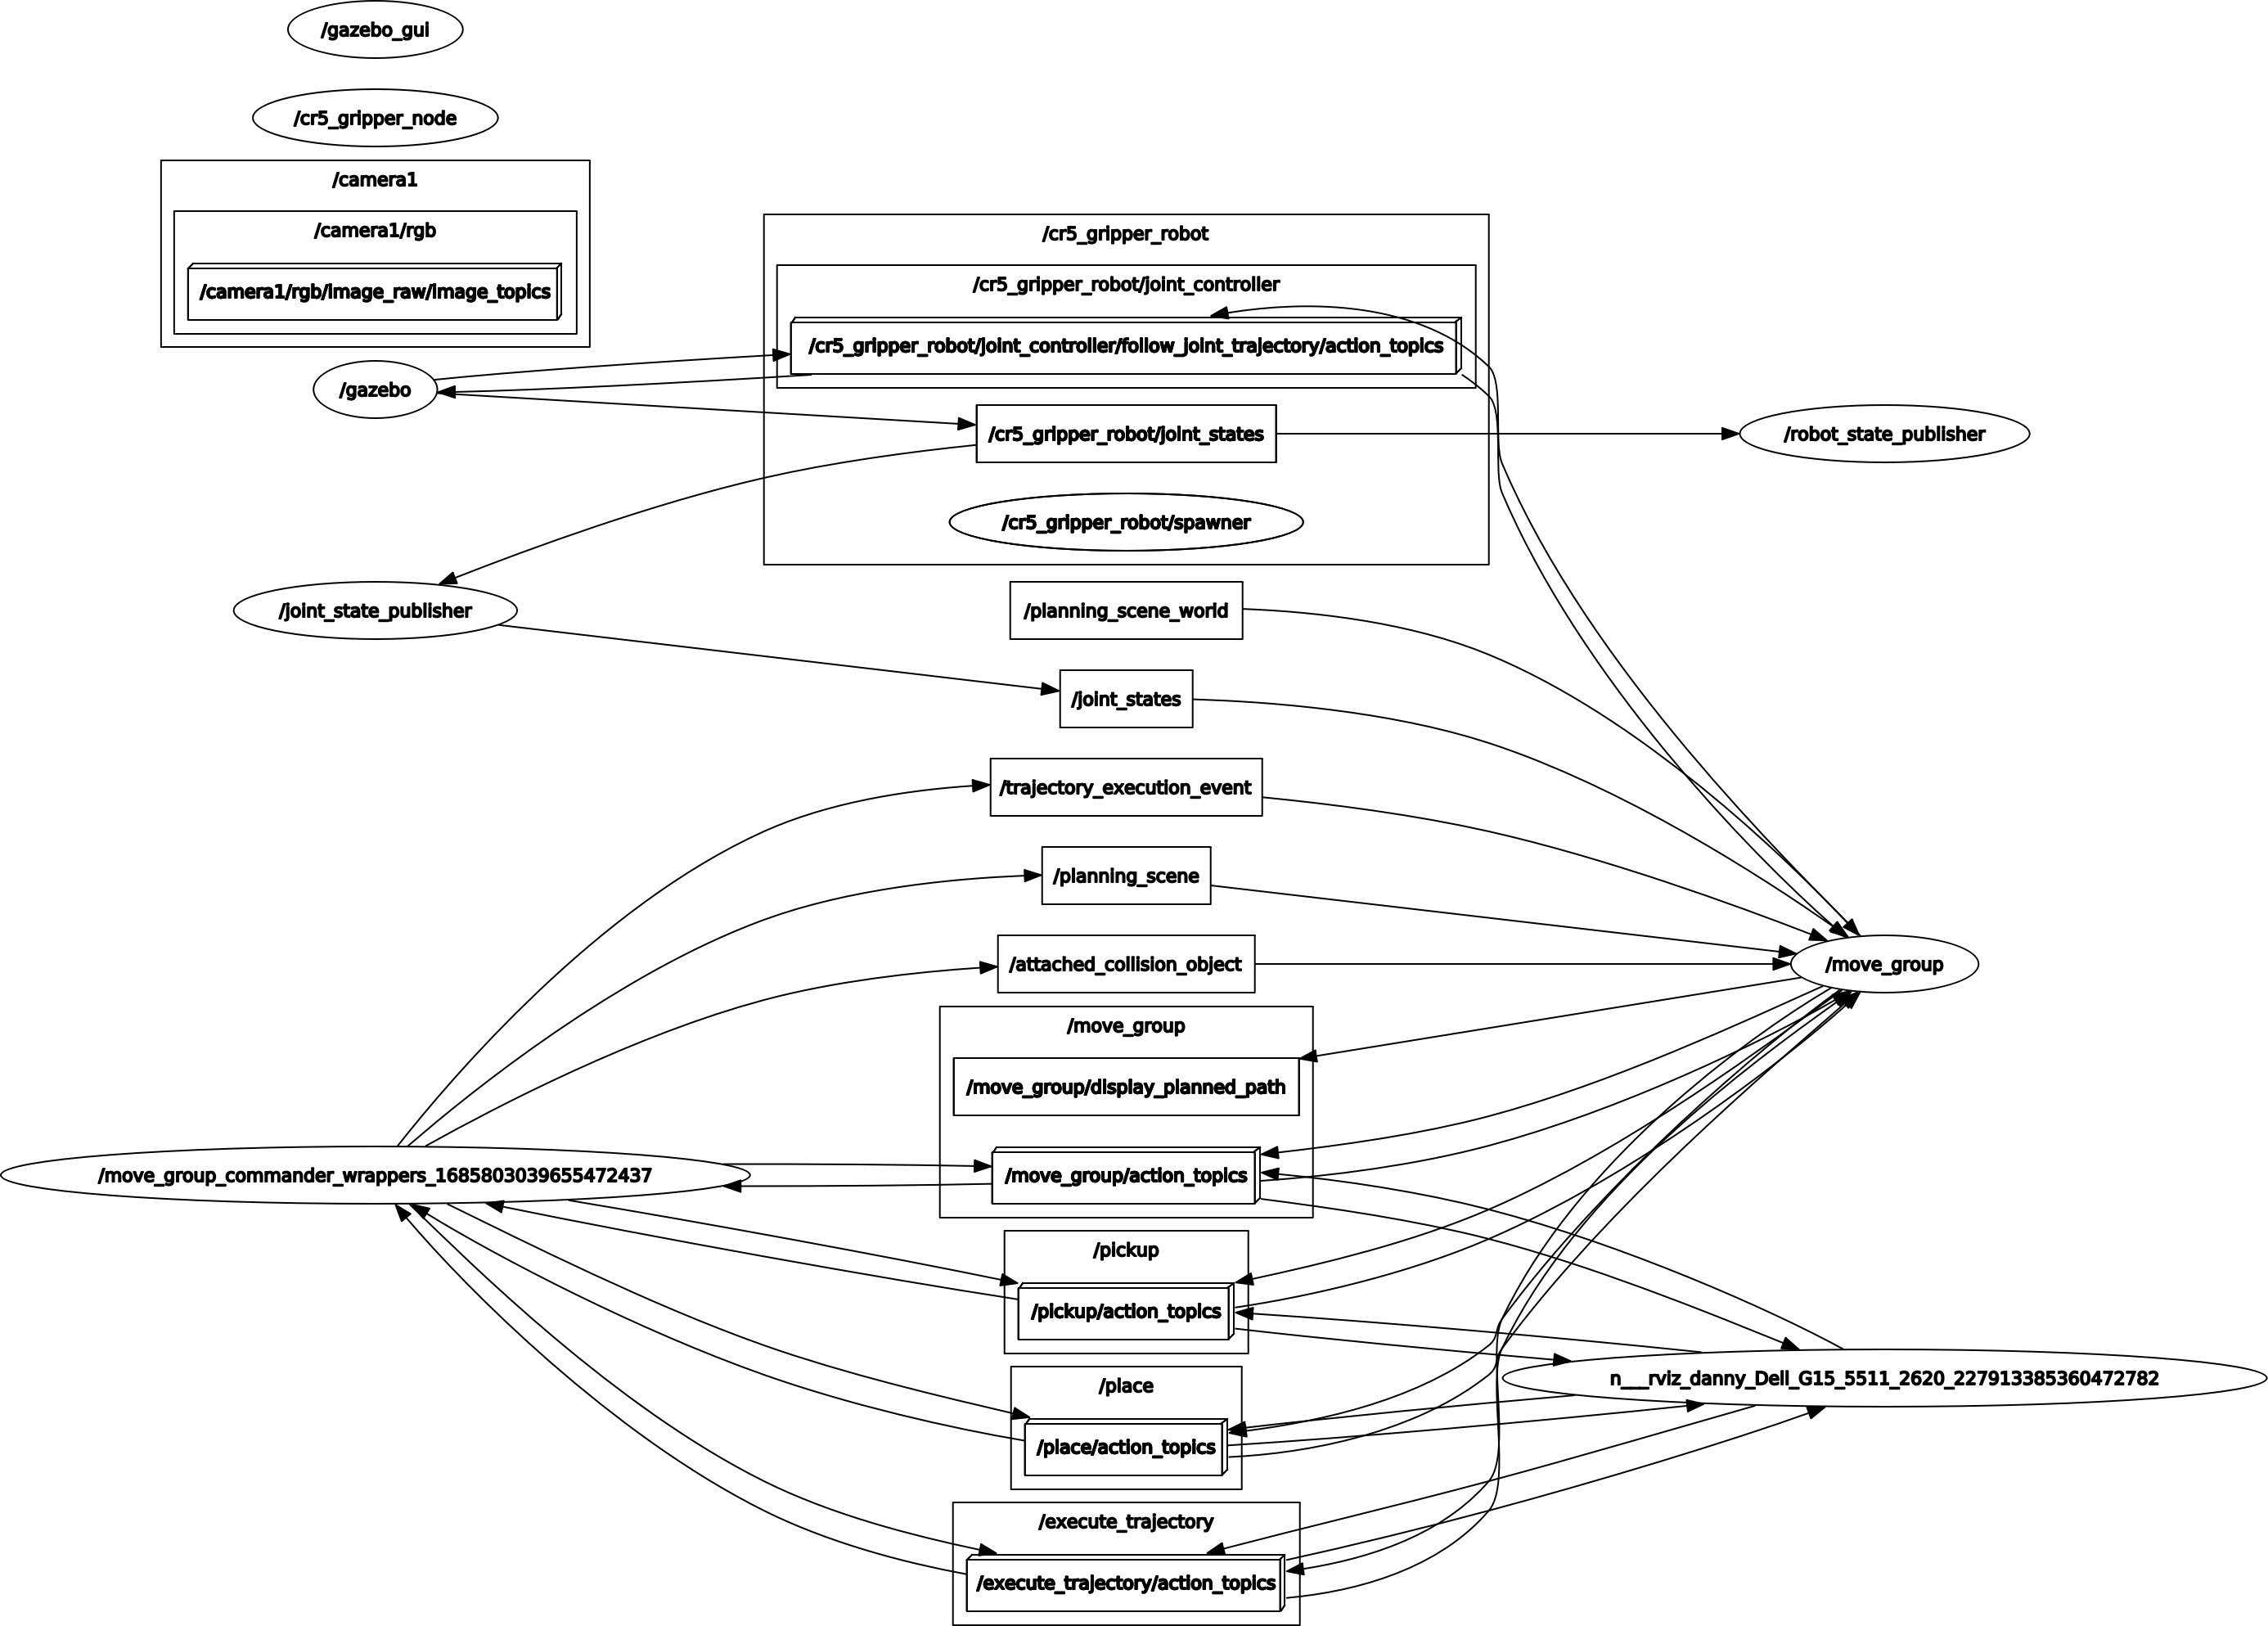 /gazebo_gui
/cr5_gripper_node
/camera1
/camera1/rgb
/camera1/rgb/image_raw/image_topics
/gazebo
/joint_state_publisher
/move_group_commander_wrappers_1685803039655472437
/cr5_gripper_robot
/cr5_gripper_robot/joint_controller
/cr5_gripper_robot/joint_controller/follow_joint_trajectory/action_topics
/cr5_gripper_robot/joint_states
/cr5_gripper_robot/spawner
/planning_scene_world
/joint_states
/trajectory_execution_event
/planning_scene
/attached_collision_object
/move_group
/move_group/display_planned_path
/move_group/action_topics
/pickup
/pickup/action_topics
/place
/place/action_topics
/execute_trajectory
/execute_trajectory/action_topics
/robot_state_publisher
/move_group
n___rviz_danny_Dell_G15_5511_2620_227913385360472782